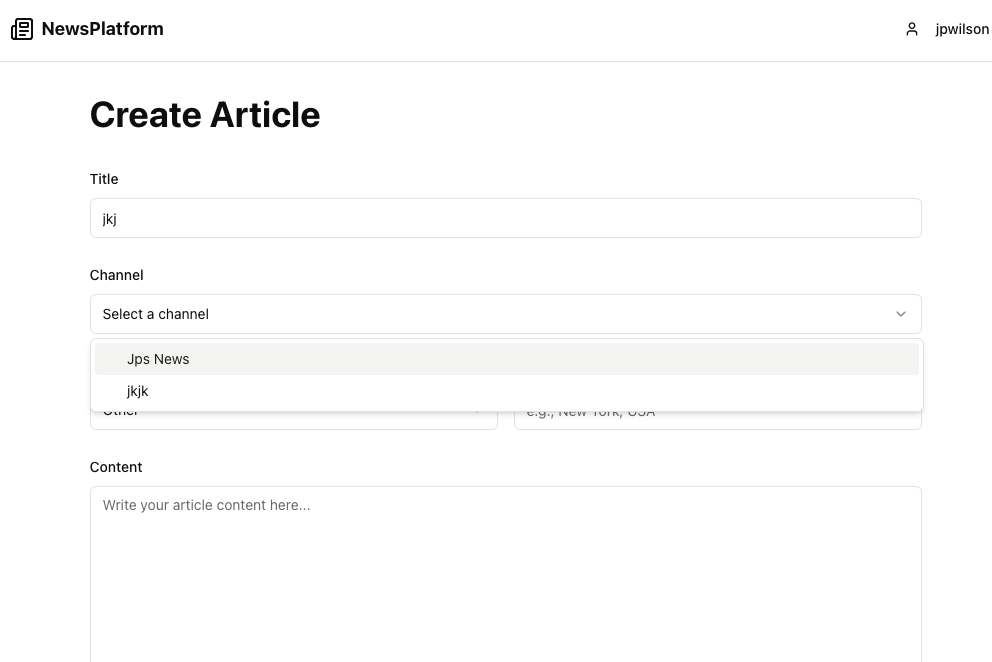 NewsPlatform
jpwilson
Create Article
Title
jkj
Channel
Select a channel
Jps News
jkjk
Other
e.g., New York, USA
Content
Write your article content here...